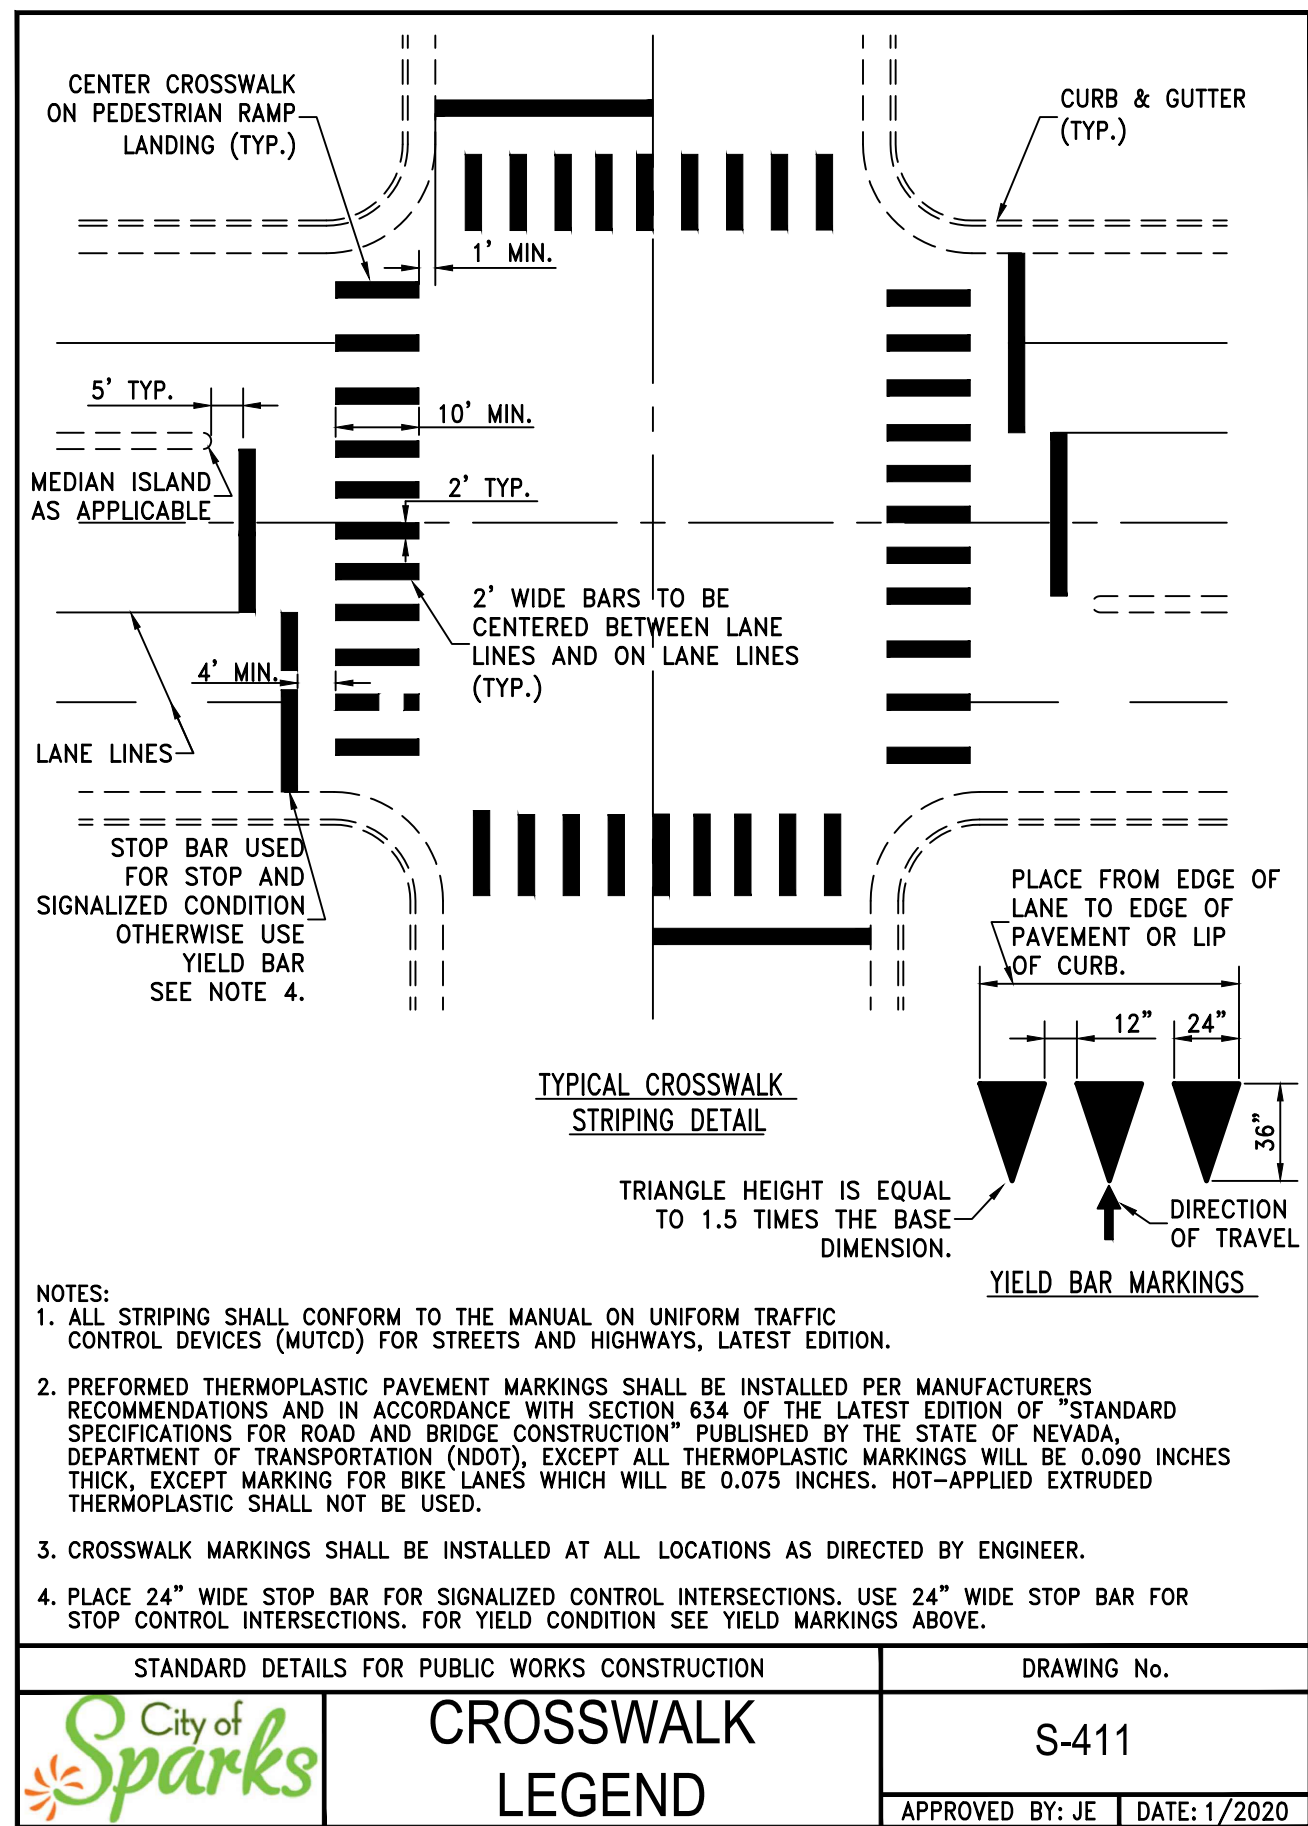 CENTER CROSSWALK
ON PEDESTRIAN RAMP
LANDING (TYP.)
CURB & GUTTER
(TYP.)
1' MIN.
5' TYP.
10' MIN.
MEDIAN ISLAND
AS APPLICABLE
2' TYP.
2' WIDE BARS TO BE
CENTERED BETWEEN LANE
LINES AND ON LANE LINES
(TYP.)
4' MIN.
LANE LINES
STOP BAR USED
FOR STOP AND
SIGNALIZED CONDITION
OTHERWISE USE
YIELD BAR
SEE NOTE 4.
PLACE FROM EDGE OF
LANE TO EDGE OF
PAVEMENT OR LIP
OF CURB.
12" 24"
36"
TYPICAL CROSSWALK
STRIPING DETAIL
TRIANGLE HEIGHT IS EQUAL
TO 1.5 TIMES THE BASE
DIMENSION.
DIRECTION
OF TRAVEL
YIELD BAR MARKINGS
NOTES:
1. ALL STRIPING SHALL CONFORM TO THE MANUAL ON UNIFORM TRAFFIC
CONTROL DEVICES (MUTCD) FOR STREETS AND HIGHWAYS, LATEST EDITION.
2. PREFORMED THERMOPLASTIC PAVEMENT MARKINGS SHALL BE INSTALLED PER MANUFACTURERS
RECOMMENDATIONS AND IN ACCORDANCE WITH SECTION 634 OF THE LATEST EDITION OF "STANDARD
SPECIFICATIONS FOR ROAD AND BRIDGE CONSTRUCTION" PUBLISHED BY THE STATE OF NEVADA,
DEPARTMENT OF TRANSPORTATION (NDOT), EXCEPT ALL THERMOPLASTIC MARKINGS WILL BE 0.090 INCHES
THICK, EXCEPT MARKING FOR BIKE LANES WHICH WILL BE 0.075 INCHES. HOT-APPLIED EXTRUDED
THERMOPLASTIC SHALL NOT BE USED.
3. CROSSWALK MARKINGS SHALL BE INSTALLED AT ALL LOCATIONS AS DIRECTED BY ENGINEER.
4. PLACE 24" WIDE STOP BAR FOR SIGNALIZED CONTROL INTERSECTIONS. USE 24" WIDE STOP BAR FOR
STOP CONTROL INTERSECTIONS. FOR YIELD CONDITION SEE YIELD MARKINGS ABOVE.
STANDARD DETAILS FOR PUBLIC WORKS CONSTRUCTION
DRAWING No.
City of
Sparks
CROSSWALK
LEGEND
S-411
APPROVED BY: JE
DATE: 1/2020